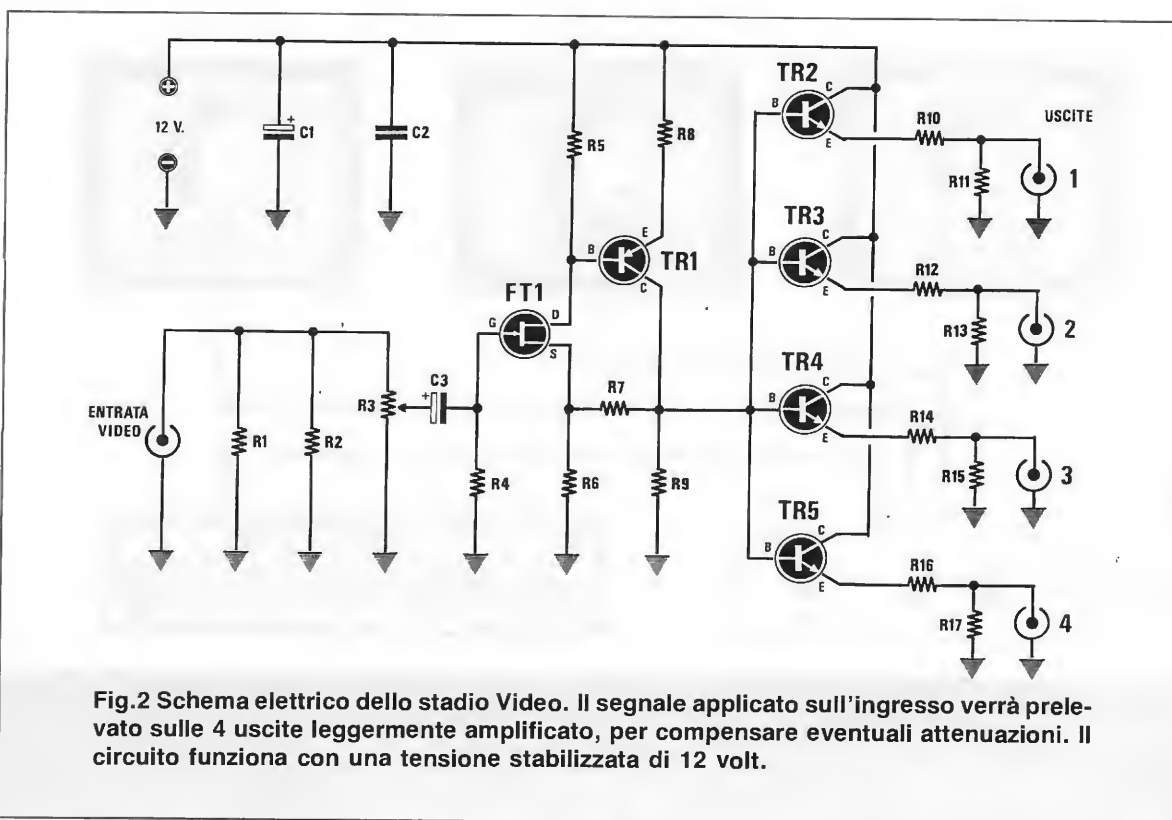 12 V.
+
C1
C2
R5
R8
TR2
B
C
E
R10
USCITE
R11
1
B
E
C
TR1
TR3
B
C
E
R12
R13
2
FT1
G
D
S
ENTRATA
VIDEO
R1
R2
R3
+
C3
R4
R6
R7
R9
TR4
B
C
E
R14
R15
3
TR5
B
C
E
R16
R17
4
Fig.2 Schema elettrico dello stadio Video. Il segnale applicato sull'ingresso verrà prele-
vato sulle 4 uscite leggermente amplificato, per compensare eventuali attenuazioni. Il
circuito funziona con una tensione stabilizzata di 12 volt.